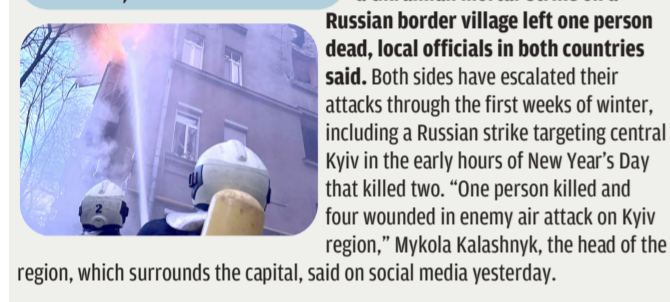 Russian border village left one person
dead, local officials in both countries
said. Both sides have escalated their
attacks through the first weeks of winter,
including a Russian strike targeting central
Kyiv in the early hours of New Year's Day
that killed two. “One person killed and
four wounded in enemy air attack on Kyiv
region,” Mykola Kalashnyk, the head of the
region, which surrounds the capital, said on social media yesterday.
2